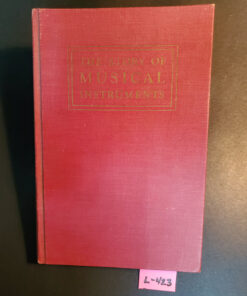 THE STORY OF
MUSICAL
INSTRUMENTS
L-423